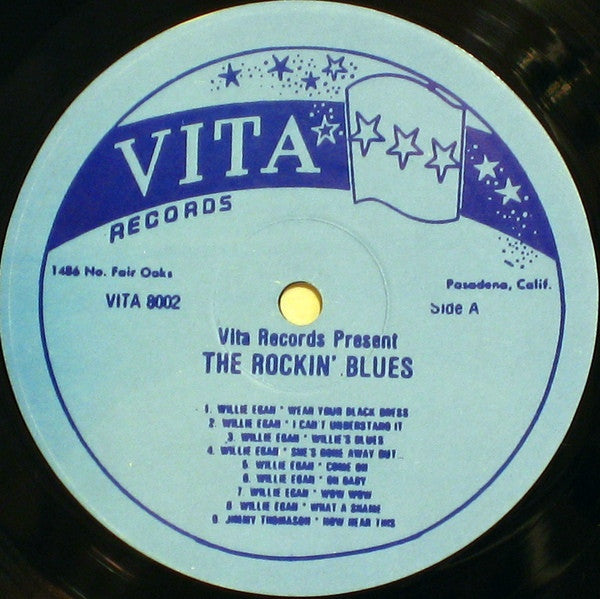 VITA
RECORDS
1486 No. Fair Oaks
Pasadena, Calif.
VITA 8002
Side A
Vita Records Present
THE ROCKIN' BLUES
1. WILLIE EGAN * WEAR YOUR BLACK DRESS
2. WILLIE EGAN * I CAN'T UNDERSTAND IT
3. WILLIE EGAN * WILLIE'S BLUES
4. WILLIE EGAN * SHE'S GONE AWAY BUT
5. WILLIE EGAN * COME ON
6. WILLIE EGAN * OH BABY
7. WILLIE EGAN * WOW WOW
8. WILLIE EGAN * WHAT A SHAME
9. JIMMY THOMASON * NOW HEAR THIS